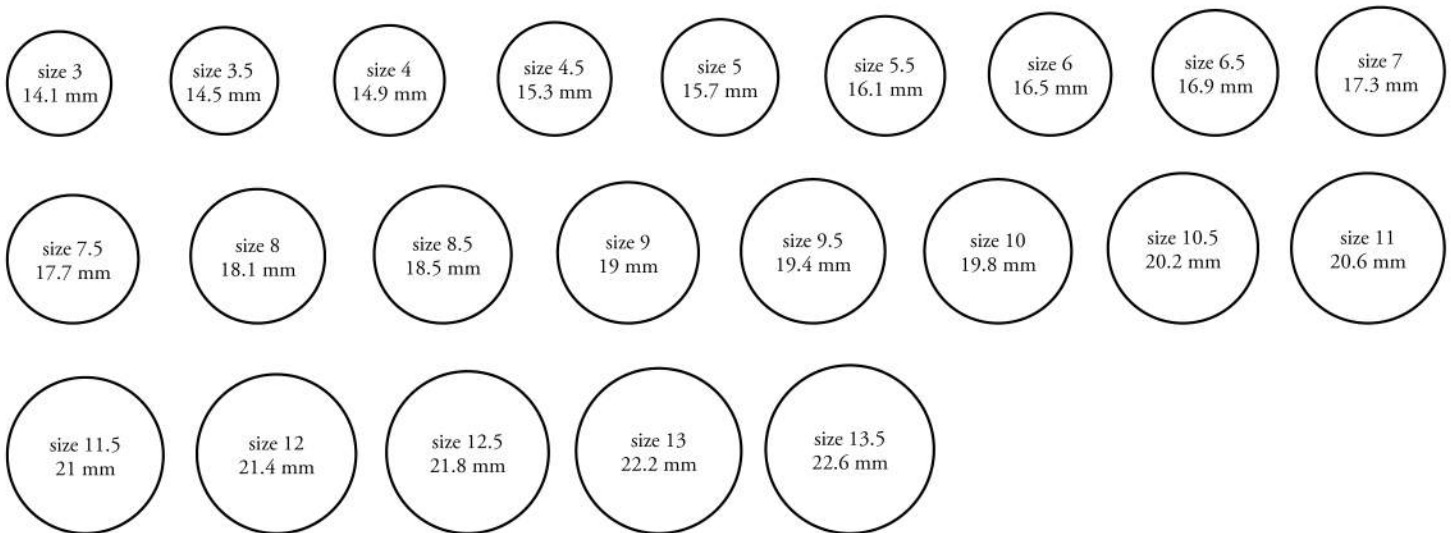 size 3
14.1 mm
size 3.5
14.5 mm
size 4
14.9 mm
size 4.5
15.3 mm
size 5
15.7 mm
size 5.5
16.1 mm
size 6
16.5 mm
size 6.5
16.9 mm
size 7
17.3 mm
size 7.5
17.7 mm
size 8
18.1 mm
size 8.5
18.5 mm
size 9
19 mm
size 9.5
19.4 mm
size 10
19.8 mm
size 10.5
20.2 mm
size 11
20.6 mm
size 11.5
21 mm
size 12
21.4 mm
size 12.5
21.8 mm
size 13
22.2 mm
size 13.5
22.6 mm